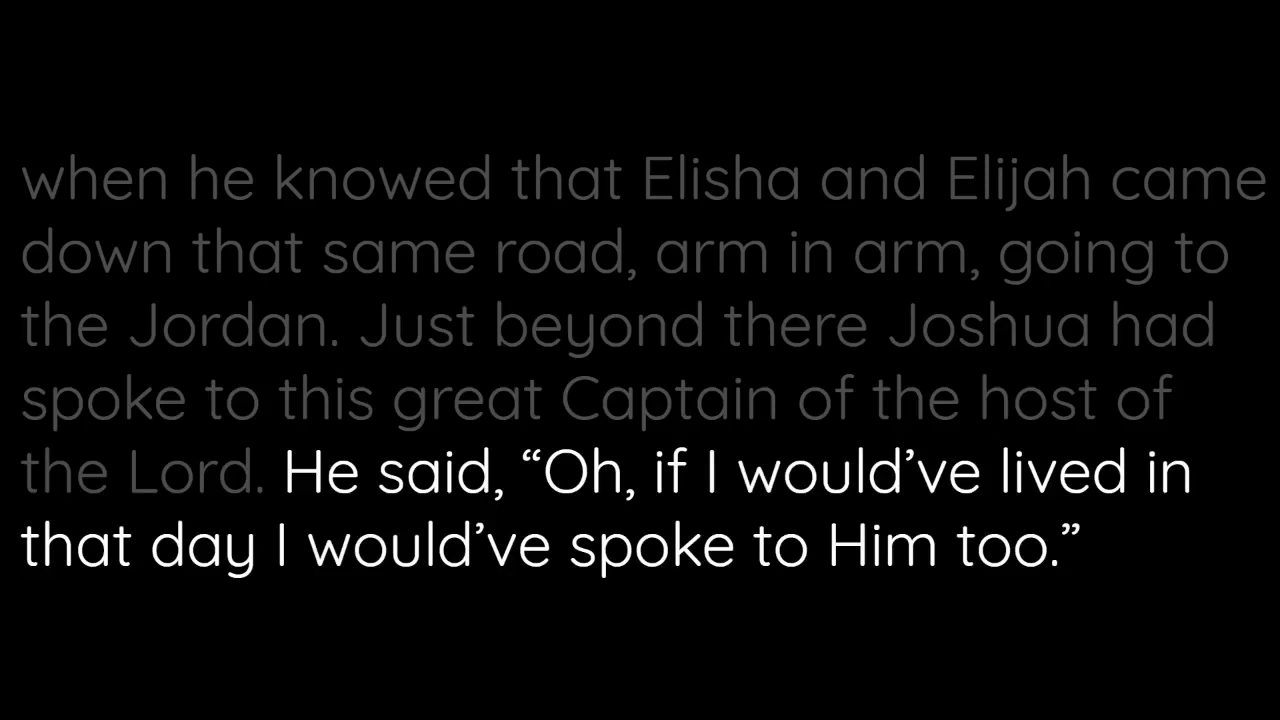 when he knowed that Elisha and Elijah came
down that same road, arm in arm, going to
the Jordan. Just beyond there Joshua had
spoke to this great Captain of the host of
the Lord. He said, “Oh, if I would’ve lived in
that day I would’ve spoke to Him too.”